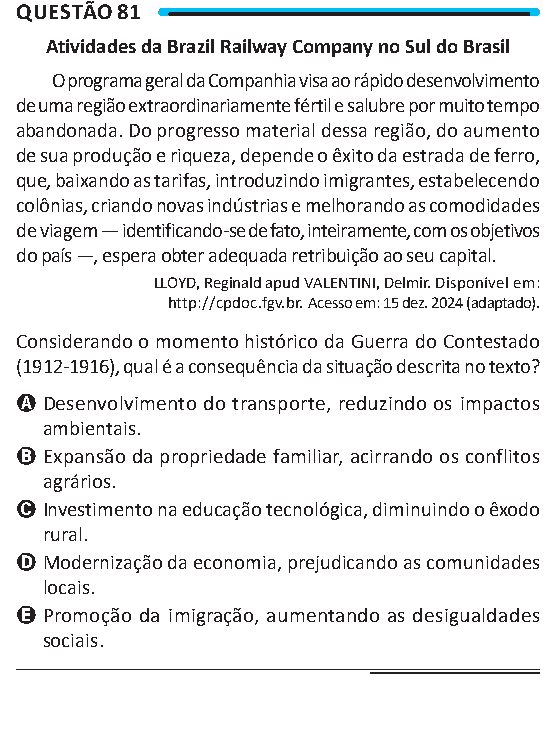 QUESTÃO 81
Atividades da Brazil Railway Company no Sul do Brasil
O programa geral da Companhia visa ao rápido desenvolvimento
de uma região extraordinariamente fértil e salubre por muito tempo
abandonada. Do progresso material dessa região, do aumento
de sua produção e riqueza, depende o êxito da estrada de ferro,
que, baixando as tarifas, introduzindo imigrantes, estabelecendo
colônias, criando novas indústrias e melhorando as comodidades
de viagem — identificando-se de fato, inteiramente, com os objetivos
do país —, espera obter adequada retribuição ao seu capital.
LLOYD, Reginald apud VALENTINI, Delmir. Disponível em:
http://cpdoc.fgv.br. Acesso em: 15 dez. 2024 (adaptado).
Considerando o momento histórico da Guerra do Contestado
(1912-1916), qual é a consequência da situação descrita no texto?
A Desenvolvimento do transporte, reduzindo os impactos
ambientais.
B Expansão da propriedade familiar, acirrando os conflitos
agrários.
C Investimento na educação tecnológica, diminuindo o êxodo
rural.
D Modernização da economia, prejudicando as comunidades
locais.
E Promoção da imigração, aumentando as desigualdades
sociais.